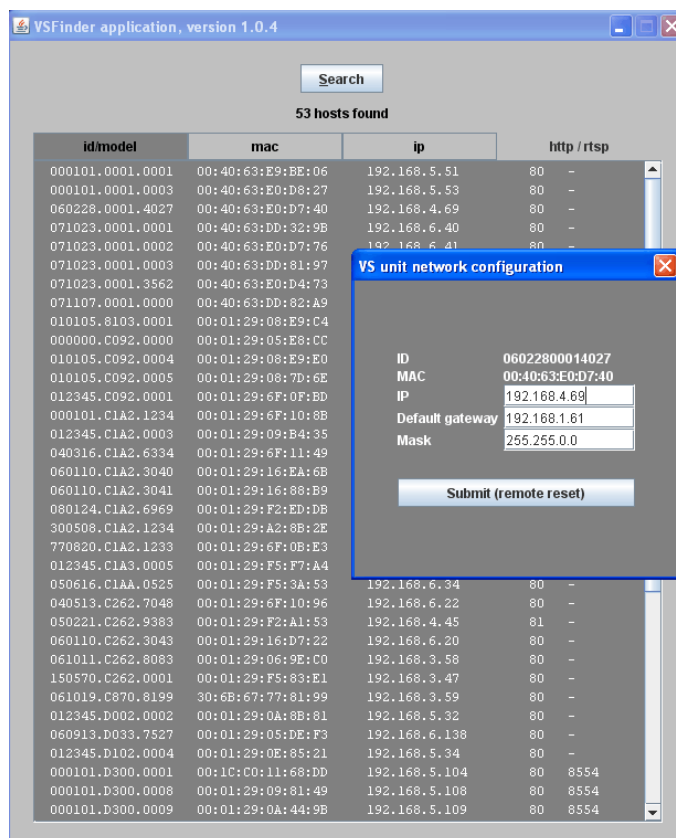 VSFinder application, version 1.0.4
Search
53 hosts found
id/model mac ip http / rtsp
000101.0001.0001 00:40:63:E9:BE:06 192.168.5.51 80 -
000101.0001.0003 00:40:63:E0:D8:27 192.168.5.53 80 -
060228.0001.4027 00:40:63:E0:D7:40 192.168.4.69 80 -
071023.0001.0001 00:40:63:DD:32:9B 192.168.6.40 80 -
071023.0001.0002 00:40:63:E0:D7:76 192.168.6.41 80 -
071023.0001.0003 00:40:63:DD:81:97
071023.0001.3562 00:40:63:E0:D4:73
071107.0001.0000 00:40:63:DD:82:A9
010105.8103.0001 00:01:29:08:E9:C4
000000.C092.0000 00:01:29:05:E8:CC
010105.C092.0004 00:01:29:08:E9:E0
010105.C092.0005 00:01:29:08:7D:6E
012345.C092.0001 00:01:29:6F:0F:BD
000101.C1A2.1234 00:01:29:6F:10:8B
012345.C1A2.0003 00:01:29:09:B4:35
040316.C1A2.6334 00:01:29:6F:11:49
060110.C1A2.3040 00:01:29:16:EA:6B
060110.C1A2.3041 00:01:29:16:88:B9
080124.C1A2.6969 00:01:29:F2:ED:DB
300508.C1A2.1234 00:01:29:A2:8B:2E
770820.C1A2.1233 00:01:29:6F:0B:E3
012345.C1A3.0005 00:01:29:F5:F7:A4
050616.C1AA.0525 00:01:29:F5:3A:53 192.168.6.34 80 -
040513.C262.7048 00:01:29:6F:10:96 192.168.6.22 80 -
050221.C262.9383 00:01:29:F2:A1:53 192.168.4.45 81 -
060110.C262.3043 00:01:29:16:D7:22 192.168.6.20 80 -
061011.C262.8083 00:01:29:06:9E:C0 192.168.3.58 80 -
150570.C262.0001 00:01:29:F5:83:E1 192.168.3.47 80 -
061019.C870.8199 30:6B:67:77:81:99 192.168.3.59 80 -
012345.D002.0002 00:01:29:0A:8B:81 192.168.5.32 80 -
060913.D033.7527 00:01:29:05:DE:F3 192.168.6.138 80 -
012345.D102.0004 00:01:29:0E:85:21 192.168.5.34 80 -
000101.D300.0001 00:1C:C0:11:68:DD 192.168.5.104 80 8554
000101.D300.0008 00:01:29:09:81:49 192.168.5.108 80 8554
000101.D300.0009 00:01:29:0A:44:9B 192.168.5.109 80 8554
VS unit network configuration
ID 06022800014027
MAC 00:40:63:E0:D7:40
IP 192.168.4.69
Default gateway 192.168.1.61
Mask 255.255.0.0
Submit (remote reset)